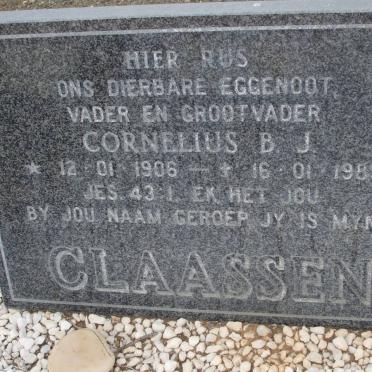 HIER RUS
ONS DIERBARE EGGENOOT,
VADER EN GROOTVADER
CORNELIUS B J
★ 12·01·1906 — + 16·01·198
JES 43:1. EK HET JOU
BY JOU NAAM GEROEP JY IS MYN
CLAASSEN